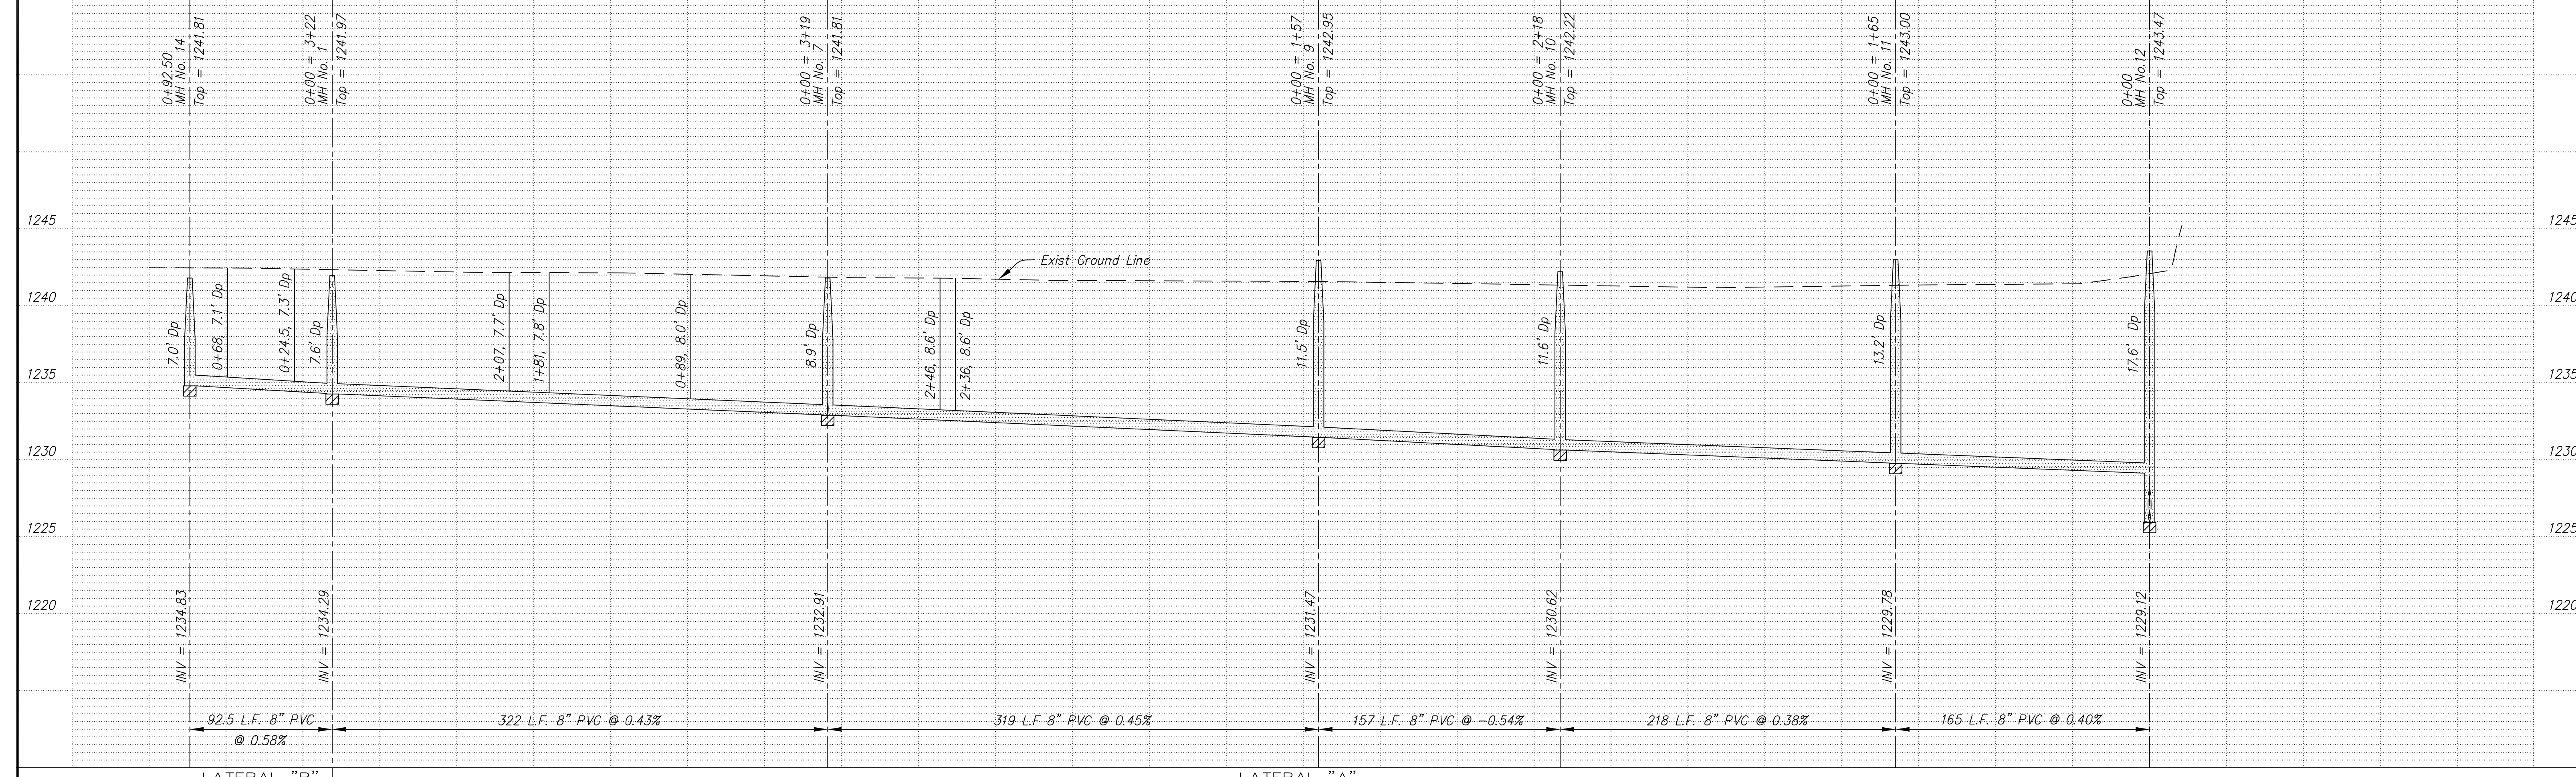 0+92.50
MH No. 14
Top = 1241.81
0+00 = 3+22
MH No. 1
Top = 1241.97
0+00 = 3+19
MH No. 7
Top = 1241.81
0+00 = 1+57
MH No. 9
Top = 1242.95
0+00 = 2+18
MH No. 10
Top = 1242.22
0+00 = 1+65
MH No. 11
Top = 1243.00
0+00
MH No.12
Top = 1243.47
1245
1240
1235
1230
1225
1220
1245
1240
1235
1230
1225
1220
Exist Ground Line
7.0' Dp
0+68, 7.1' Dp
0+24.5, 7.3' Dp
7.6' Dp
2+07, 7.7' Dp
1+81, 7.8' Dp
0+89, 8.0' Dp
8.9' Dp
2+46, 8.6' Dp
2+36, 8.6' Dp
11.5' Dp
11.6' Dp
13.2' Dp
17.6' Dp
INV = 1234.83
INV = 1234.29
INV = 1232.91
INV = 1231.47
INV = 1230.62
INV = 1229.78
INV = 1229.12
92.5 L.F. 8" PVC
@ 0.58%
322 L.F. 8" PVC @ 0.43%
319 L.F 8" PVC @ 0.45%
157 L.F. 8" PVC @ -0.54%
218 L.F. 8" PVC @ 0.38%
165 L.F. 8" PVC @ 0.40%
LATERAL "B"
LATERAL "A"